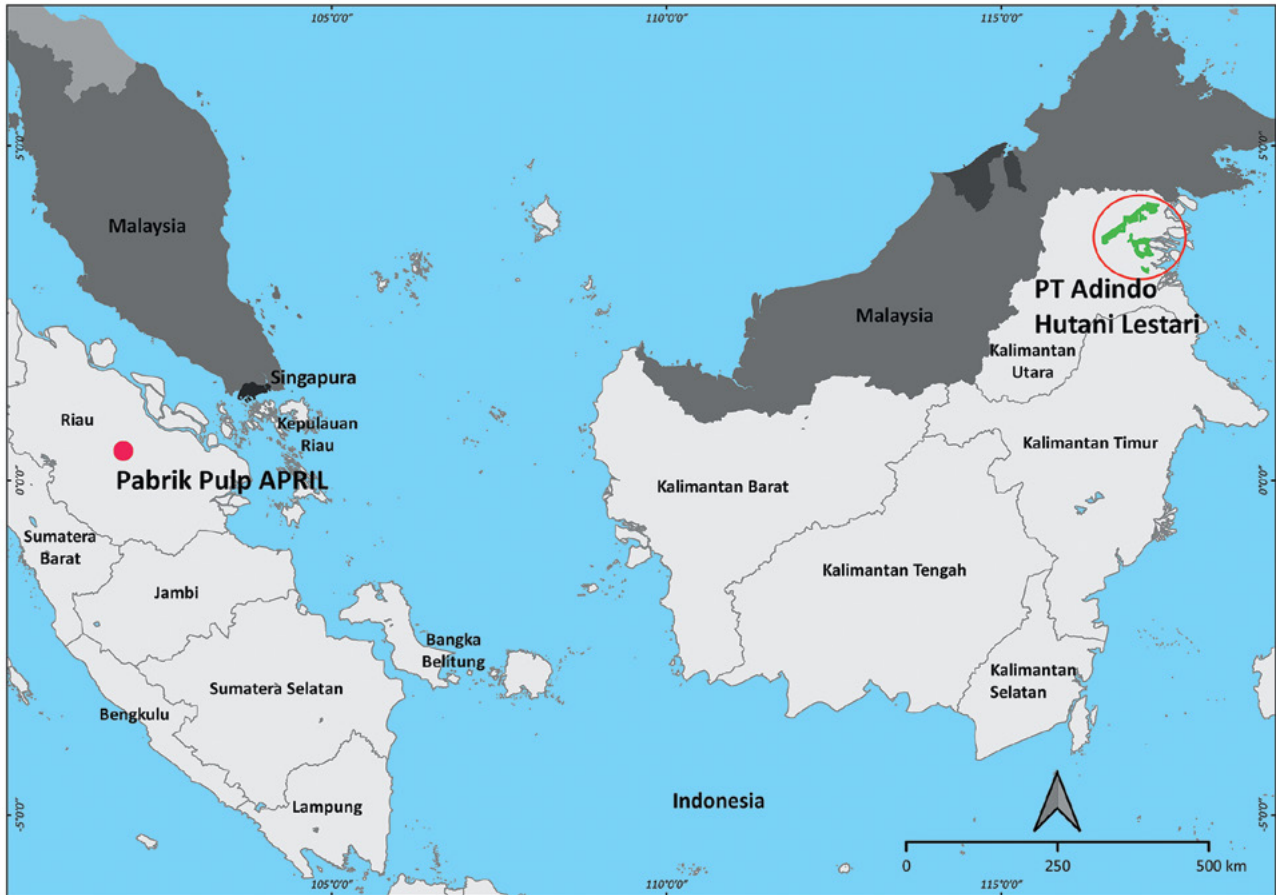 105°0'0"
110°0'0"
115°0'0"
5°0'0"
5°0'0"
Malaysia
PT Adindo
Hutani Lestari
Malaysia
Kalimantan
Utara
Singapura
Riau
Kepulauan
Riau
Kalimantan Timur
Pabrik Pulp APRIL
0°0'0"
Kalimantan Barat
0°0'0"
Sumatera
Barat
Kalimantan Tengah
Jambi
Bangka
Belitung
Kalimantan
Selatan
Sumatera Selatan
Bengkulu
Lampung
Indonesia
-5°0'0"
-5°0'0"
0
250
500 km
105°0'0"
110°0'0"
115°0'0"